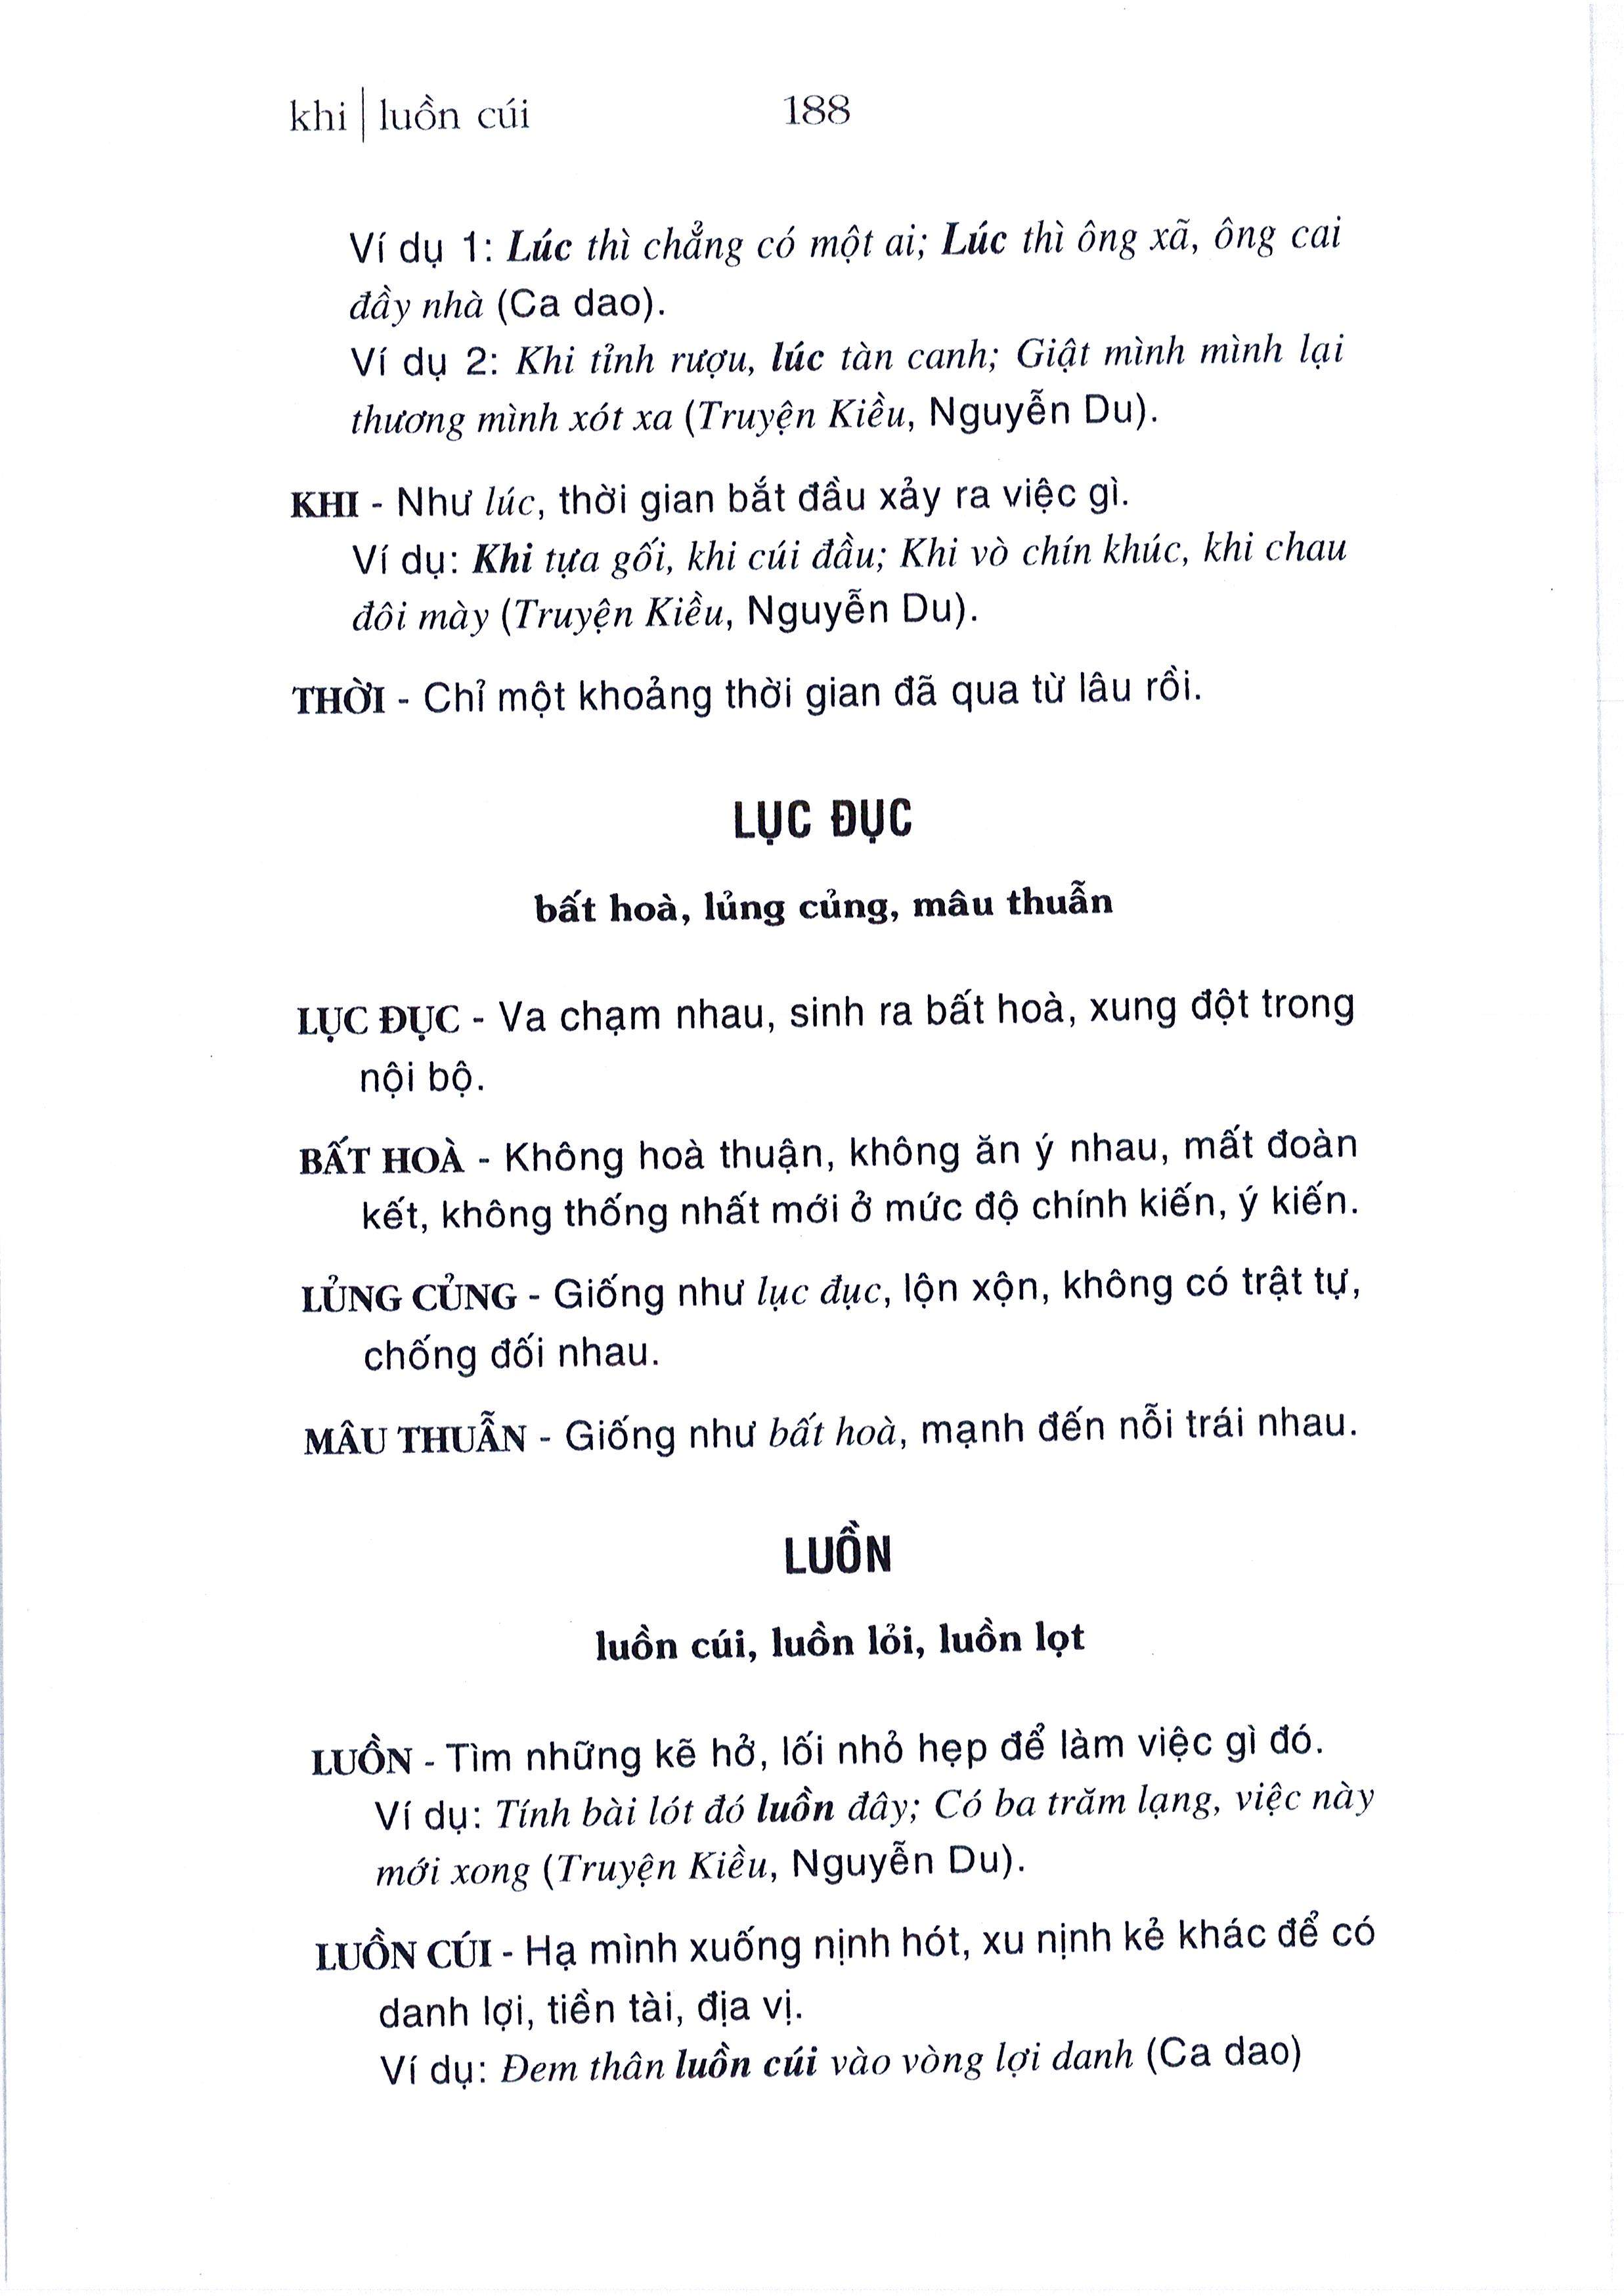 khi | luồn cúi 188
Ví dụ 1: Lúc thì chẳng có một ai; Lúc thì ông xã, ông cai
đầy nhà (Ca dao).
Ví dụ 2: Khi tỉnh rượu, lúc tàn canh; Giật mình mình lại
thương mình xót xa (Truyện Kiều, Nguyễn Du).
KHI - Như lúc, thời gian bắt đầu xảy ra việc gì.
Ví dụ: Khi tựa gối, khi cúi đầu; Khi vò chín khúc, khi chau
đôi mày (Truyện Kiều, Nguyễn Du).
THỜI - Chỉ một khoảng thời gian đã qua từ lâu rồi.
LỤC ĐỤC
bất hoà, lủng củng, mâu thuẫn
LỤC ĐỤC - Va chạm nhau, sinh ra bất hoà, xung đột trong
nội bộ.
BẤT HOÀ - Không hoà thuận, không ăn ý nhau, mất đoàn
kết, không thống nhất mới ở mức độ chính kiến, ý kiến.
LỦNG CỦNG - Giống như lục đục, lộn xộn, không có trật tự,
chống đối nhau.
MÂU THUẪN - Giống như bất hoà, mạnh đến nỗi trái nhau.
LUỒN
luồn cúi, luồn lỏi, luồn lọt
LUỒN - Tìm những kẽ hở, lối nhỏ hẹp để làm việc gì đó.
Ví dụ: Tính bài lót đó luồn đây; Có ba trăm lạng, việc này
mới xong (Truyện Kiều, Nguyễn Du).
LUỒN CÚI - Hạ mình xuống nịnh hót, xu nịnh kẻ khác để có
danh lợi, tiền tài, địa vị.
Ví dụ: Đem thân luồn cúi vào vòng lợi danh (Ca dao)